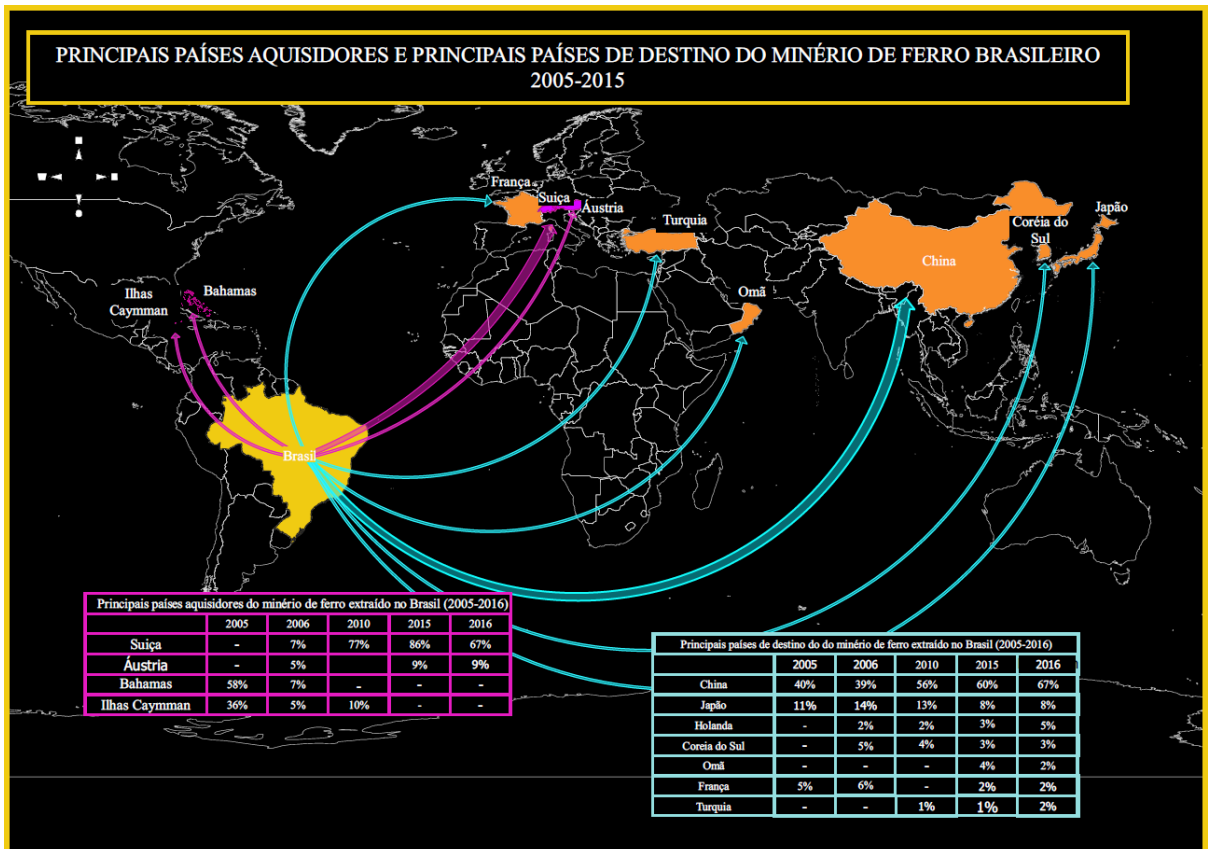 PRINCIPAIS PAÍSES AQUISIDORES E PRINCIPAIS PAÍSES DE DESTINO DO MINÉRIO DE FERRO BRASILEIRO
2005-2015
França
Suiça
Áustria
Turquia
Japão
Coréia do
Sul
China
Omã
Bahamas
Ilhas
Caymman
Brasil
Principais países aquisidores do minério de ferro extraído no Brasil (2005-2016)
2005 2006 2010 2015 2016
Suiça - 7% 77% 86% 67%
Áustria - 5% 9% 9%
Bahamas 58% 7% - - -
Ilhas Caymman 36% 5% 10% - -
Principais países de destino do do minério de ferro extraído no Brasil (2005-2016)
2005 2006 2010 2015 2016
China 40% 39% 56% 60% 67%
Japão 11% 14% 13% 8% 8%
Holanda - 2% 2% 3% 5%
Coreia do Sul - 5% 4% 3% 3%
Omã - - - 4% 2%
França 5% 6% - 2% 2%
Turquia - - 1% 1% 2%